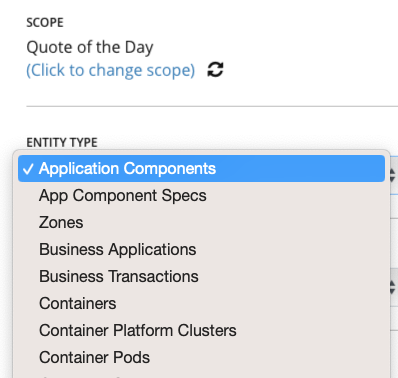 SCOPE
Quote of the Day
(Click to change scope)
ENTITY TYPE
✓ Application Components
App Component Specs
Zones
Business Applications
Business Transactions
Containers
Container Platform Clusters
Container Pods